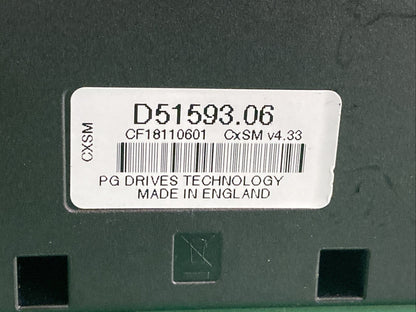 D51593.06
CXSM
CF18110601 CxSM v4.33
PG DRIVES TECHNOLOGY
MADE IN ENGLAND